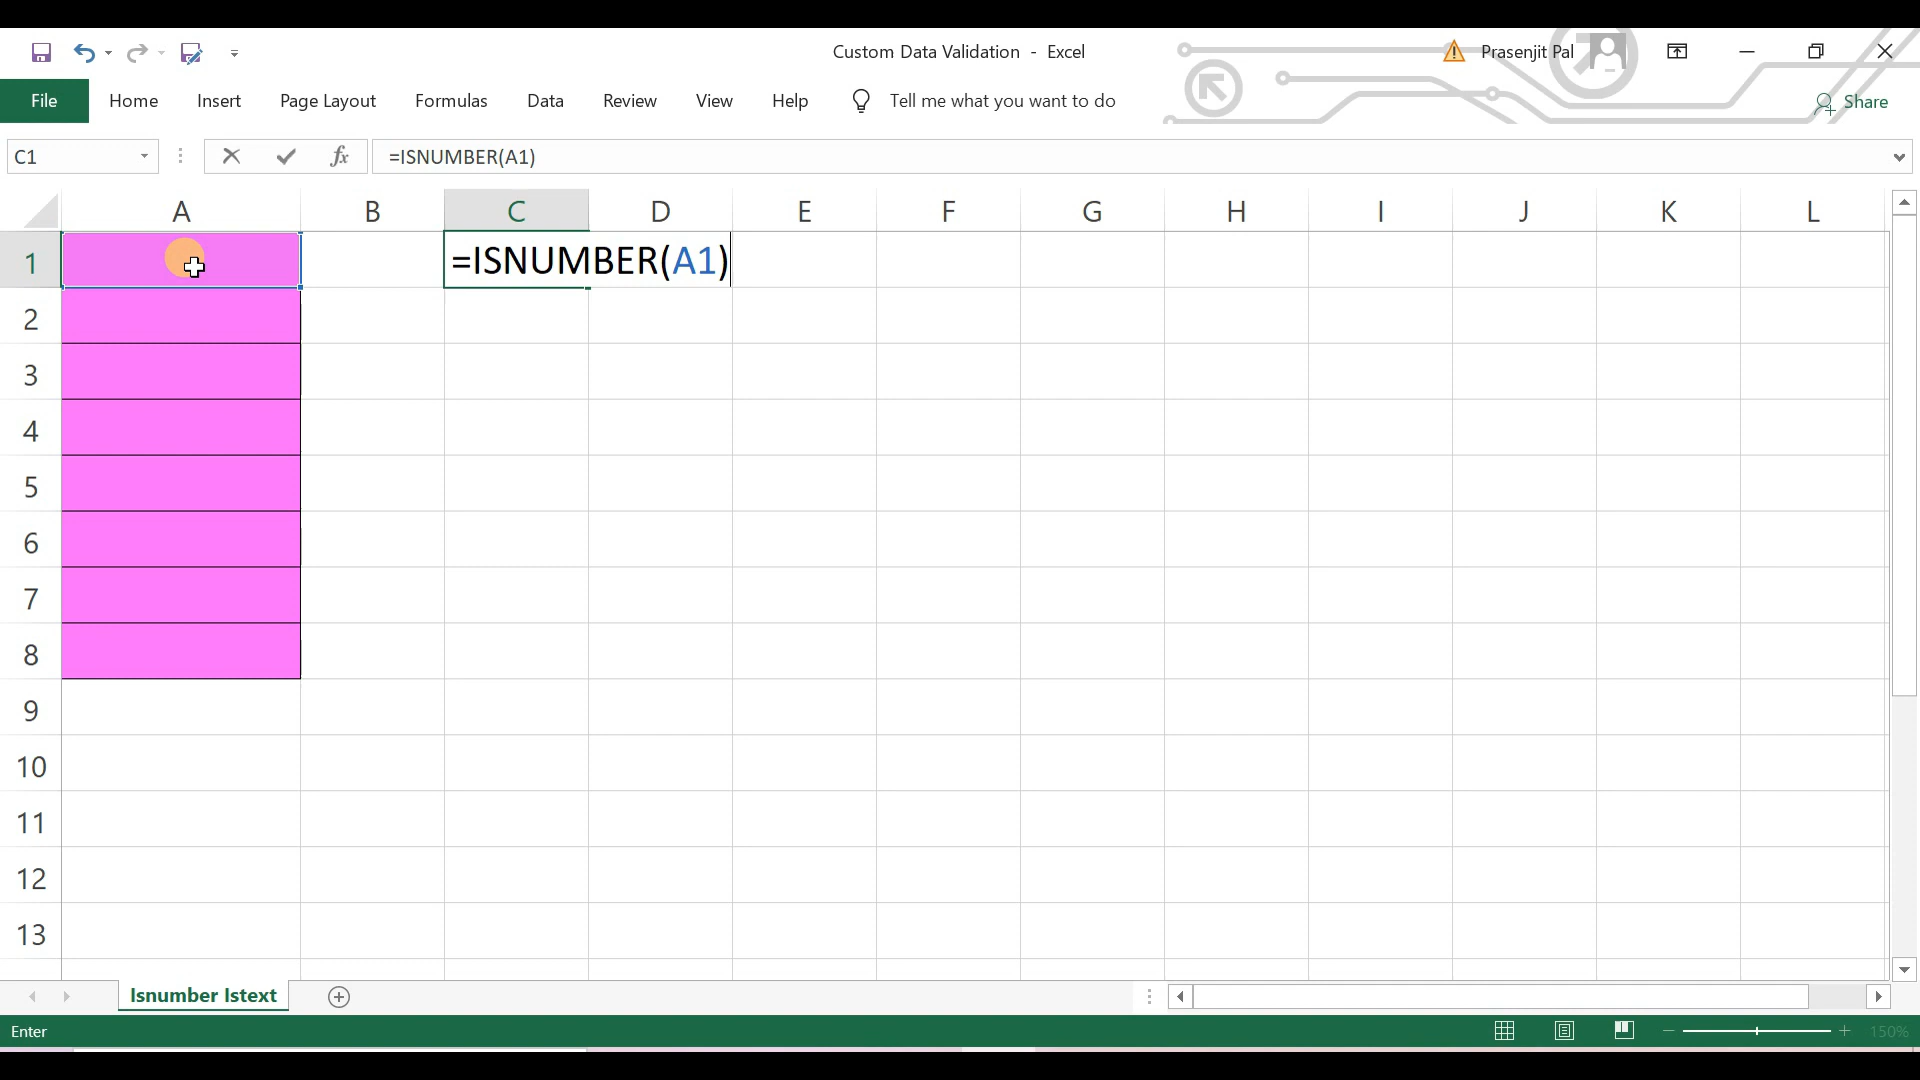 Custom Data Validation - Excel
Prasenjit Pal
File Home Insert Page Layout Formulas Data Review View Help Tell me what you want to do Share
C1 fx =ISNUMBER(A1)
A B C D E F G H I J K L
1 =ISNUMBER(A1)
2
3
4
5
6
7
8
9
10
11
12
13
Isnumber Istext
Enter 150%